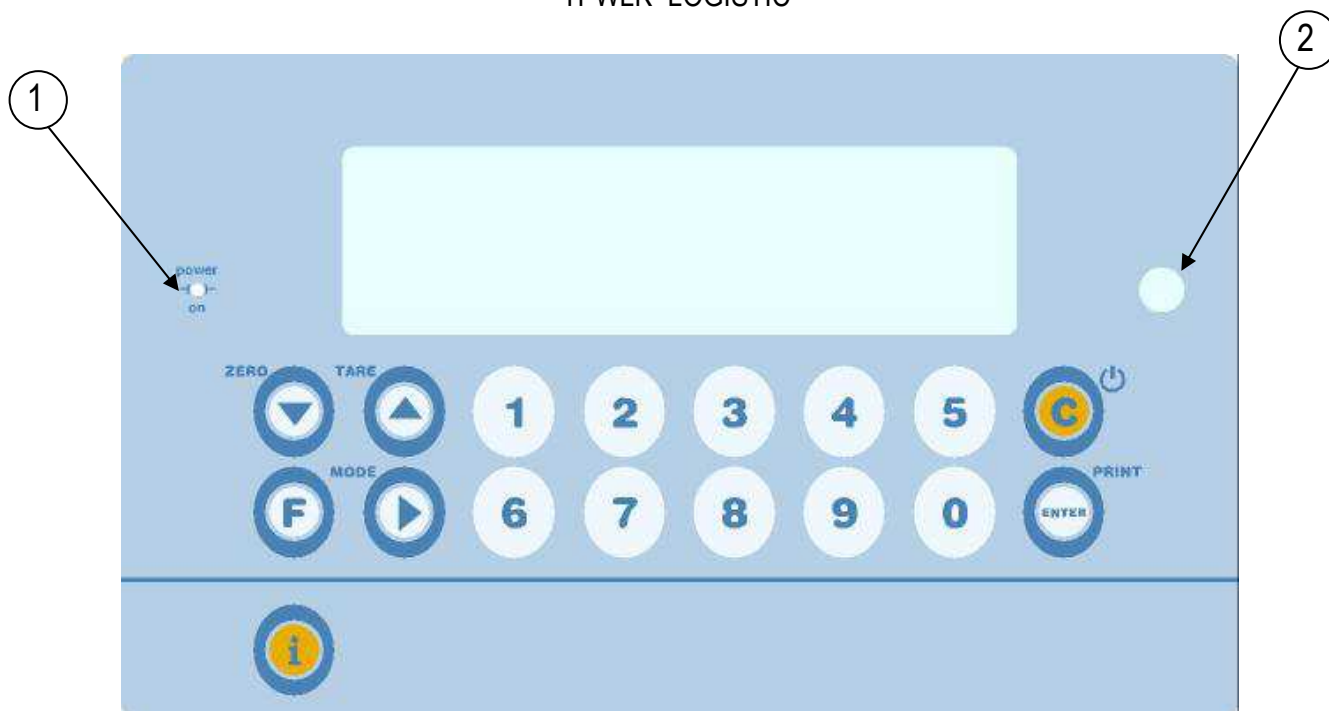 LOGISTIC
1
2
power
on
ZERO TARE 1 2 3 4 5 C
F MODE 6 7 8 9 0 PRINT ENTER
i